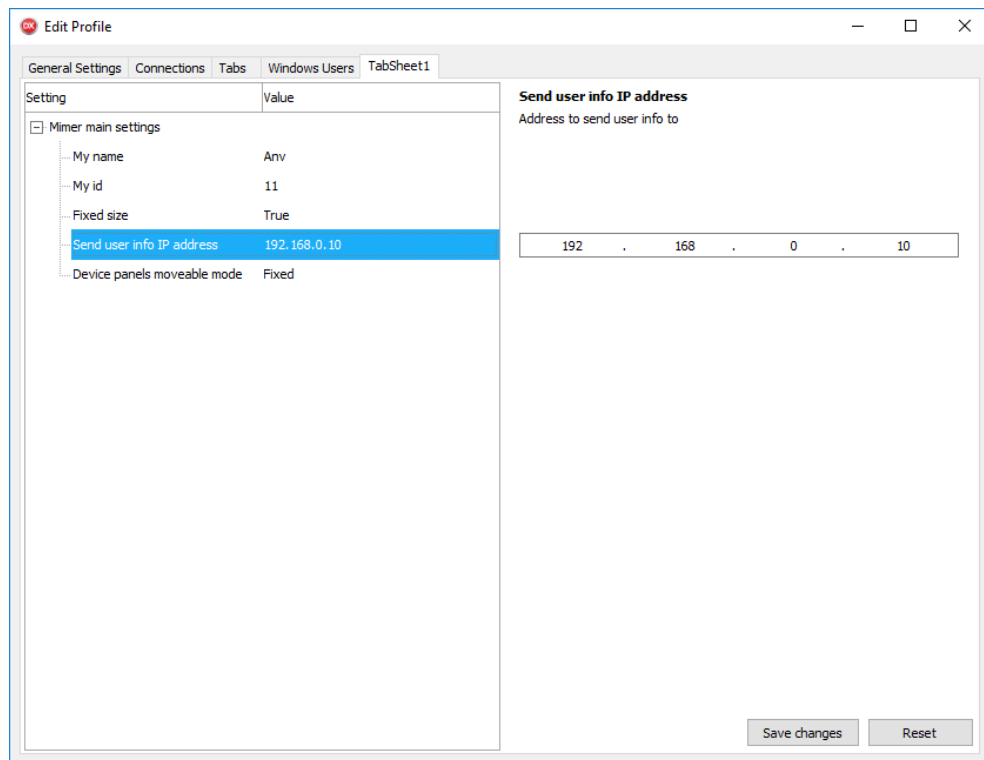 DX Edit Profile
General Settings Connections Tabs Windows Users TabSheet1
Setting Value
Mimer main settings
My name Anv
My id 11
Fixed size True
Send user info IP address 192.168.0.10
Device panels moveable mode Fixed
Send user info IP address
Address to send user info to
192 . 168 . 0 . 10
Save changes Reset